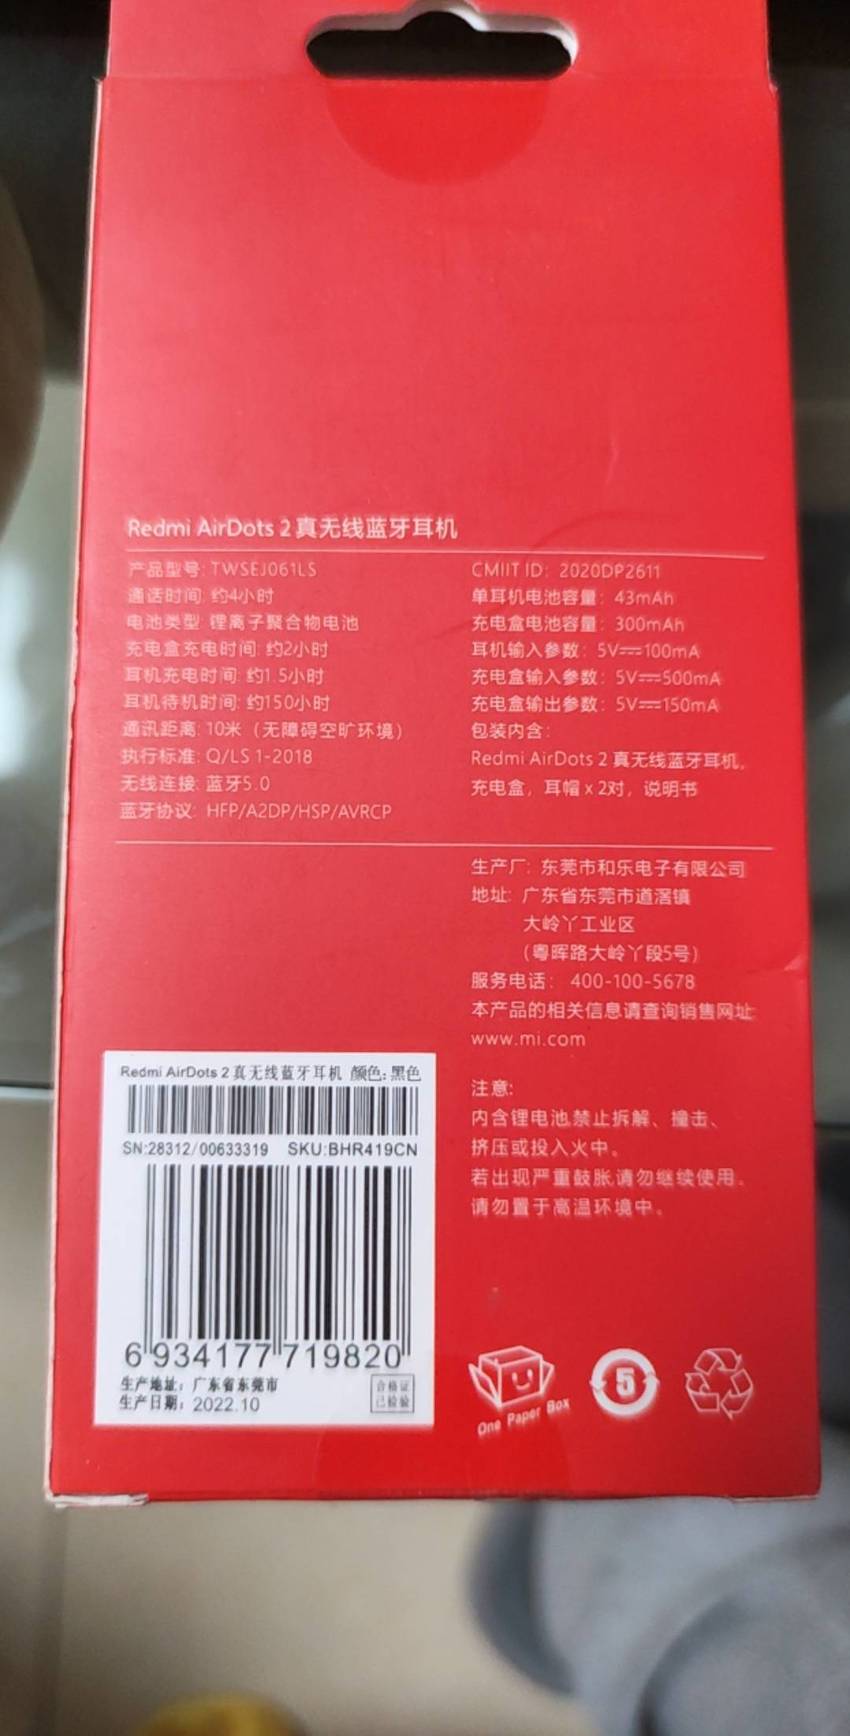 Redmi AirDots 2 真无线蓝牙耳机
产品型号: TWSEJ061LS
通话时间: 约4小时
电池类型: 锂离子聚合物电池
充电盒充电时间: 约2小时
耳机充电时间: 约1.5小时
耳机待机时间: 约150小时
通讯距离: 10米（无障碍空旷环境）
执行标准: Q/LS 1-2018
无线连接: 蓝牙5.0
蓝牙协议: HFP/A2DP/HSP/AVRCP
CMIIT ID: 2020DP2611
单耳机电池容量: 43mAh
充电盒电池容量: 300mAh
耳机输入参数: 5V⎓100mA
充电盒输入参数: 5V⎓500mA
充电盒输出参数: 5V⎓150mA
包装内含:
Redmi AirDots 2 真无线蓝牙耳机,
充电盒, 耳帽 x 2对, 说明书
生产厂: 东莞市和乐电子有限公司
地址: 广东省东莞市道滘镇
大岭丫工业区
（粤晖路大岭丫段5号）
服务电话: 400-100-5678
本产品的相关信息请查询销售网址:
www.mi.com
注意:
内含锂电池,禁止拆解、撞击、
挤压或投入火中。
若出现严重鼓胀,请勿继续使用。
请勿置于高温环境中。
Redmi AirDots 2 真无线蓝牙耳机 颜色: 黑色
SN:28312/00633319 SKU:BHR419CN
6 934177 719820
生产地址: 广东省东莞市
生产日期: 2022.10
合格证
已检验
One Paper Box
5